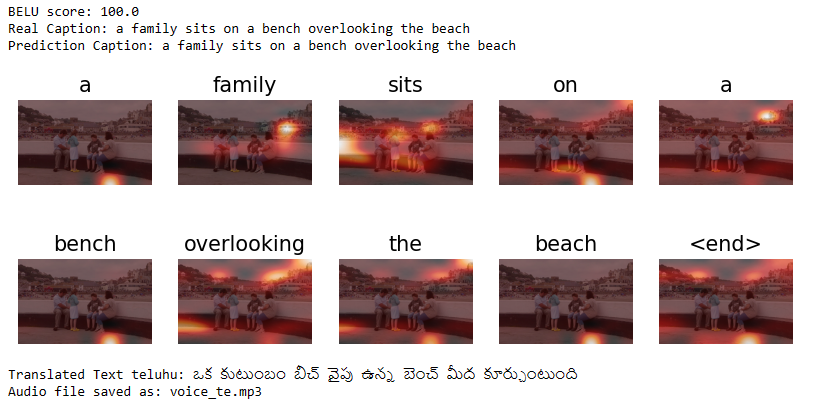 BELU score: 100.0
Real Caption: a family sits on a bench overlooking the beach
Prediction Caption: a family sits on a bench overlooking the beach
a family sits on a
bench overlooking the beach <end>
Translated Text teluhu: ఒక కుటుంబం బీచ్ వైపు ఉన్న బెంచ్ మీద కూర్చుంటుంది
Audio file saved as: voice_te.mp3